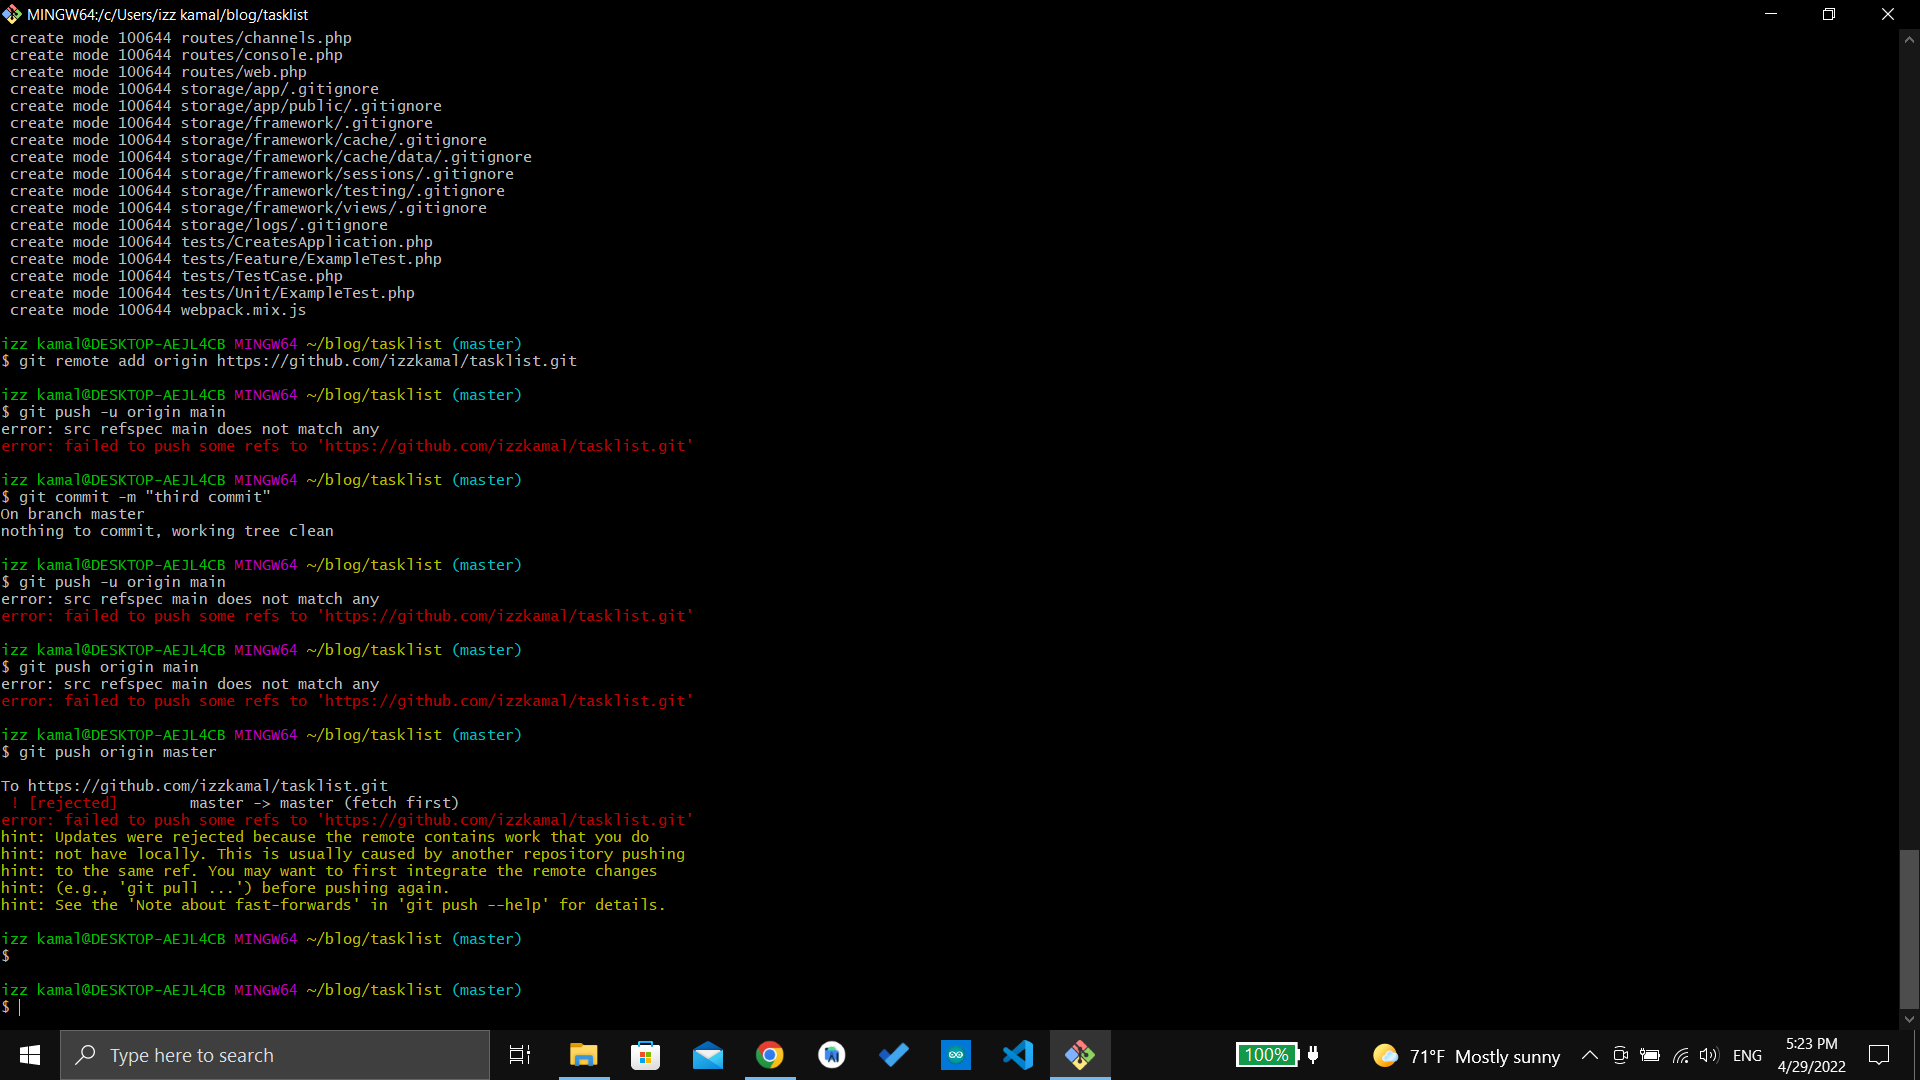 MINGW64:/c/Users/izz kamal/blog/tasklist
create mode 100644 routes/channels.php
create mode 100644 routes/console.php
create mode 100644 routes/web.php
create mode 100644 storage/app/.gitignore
create mode 100644 storage/app/public/.gitignore
create mode 100644 storage/framework/.gitignore
create mode 100644 storage/framework/cache/.gitignore
create mode 100644 storage/framework/cache/data/.gitignore
create mode 100644 storage/framework/sessions/.gitignore
create mode 100644 storage/framework/testing/.gitignore
create mode 100644 storage/framework/views/.gitignore
create mode 100644 storage/logs/.gitignore
create mode 100644 tests/CreatesApplication.php
create mode 100644 tests/Feature/ExampleTest.php
create mode 100644 tests/TestCase.php
create mode 100644 tests/Unit/ExampleTest.php
create mode 100644 webpack.mix.js
izz kamal@DESKTOP-AEJL4CB MINGW64 ~/blog/tasklist (master)
$ git remote add origin https://github.com/izzkamal/tasklist.git
izz kamal@DESKTOP-AEJL4CB MINGW64 ~/blog/tasklist (master)
$ git push -u origin main
error: src refspec main does not match any
error: failed to push some refs to 'https://github.com/izzkamal/tasklist.git'
izz kamal@DESKTOP-AEJL4CB MINGW64 ~/blog/tasklist (master)
$ git commit -m "third commit"
On branch master
nothing to commit, working tree clean
izz kamal@DESKTOP-AEJL4CB MINGW64 ~/blog/tasklist (master)
$ git push -u origin main
error: src refspec main does not match any
error: failed to push some refs to 'https://github.com/izzkamal/tasklist.git'
izz kamal@DESKTOP-AEJL4CB MINGW64 ~/blog/tasklist (master)
$ git push origin main
error: src refspec main does not match any
error: failed to push some refs to 'https://github.com/izzkamal/tasklist.git'
izz kamal@DESKTOP-AEJL4CB MINGW64 ~/blog/tasklist (master)
$ git push origin master
To https://github.com/izzkamal/tasklist.git
! [rejected]        master -> master (fetch first)
error: failed to push some refs to 'https://github.com/izzkamal/tasklist.git'
hint: Updates were rejected because the remote contains work that you do
hint: not have locally. This is usually caused by another repository pushing
hint: to the same ref. You may want to first integrate the remote changes
hint: (e.g., 'git pull ...') before pushing again.
hint: See the 'Note about fast-forwards' in 'git push --help' for details.
izz kamal@DESKTOP-AEJL4CB MINGW64 ~/blog/tasklist (master)
$
izz kamal@DESKTOP-AEJL4CB MINGW64 ~/blog/tasklist (master)
$
Type here to search
100%
71°F Mostly sunny
ENG
5:23 PM
4/29/2022